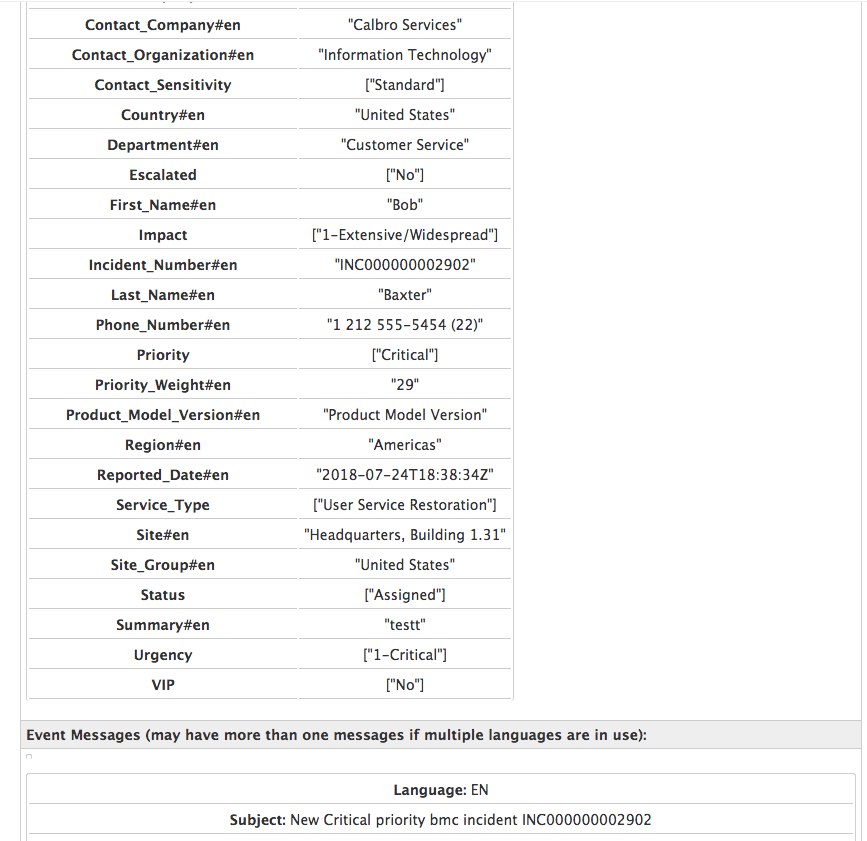 Contact_Company#en "Calbro Services"
Contact_Organization#en "Information Technology"
Contact_Sensitivity ["Standard"]
Country#en "United States"
Department#en "Customer Service"
Escalated ["No"]
First_Name#en "Bob"
Impact ["1-Extensive/Widespread"]
Incident_Number#en "INC000000002902"
Last_Name#en "Baxter"
Phone_Number#en "1 212 555-5454 (22)"
Priority ["Critical"]
Priority_Weight#en "29"
Product_Model_Version#en "Product Model Version"
Region#en "Americas"
Reported_Date#en "2018-07-24T18:38:34Z"
Service_Type ["User Service Restoration"]
Site#en "Headquarters, Building 1.31"
Site_Group#en "United States"
Status ["Assigned"]
Summary#en "testt"
Urgency ["1-Critical"]
VIP ["No"]
Event Messages (may have more than one messages if multiple languages are in use):
Language: EN
Subject: New Critical priority bmc incident INC000000002902